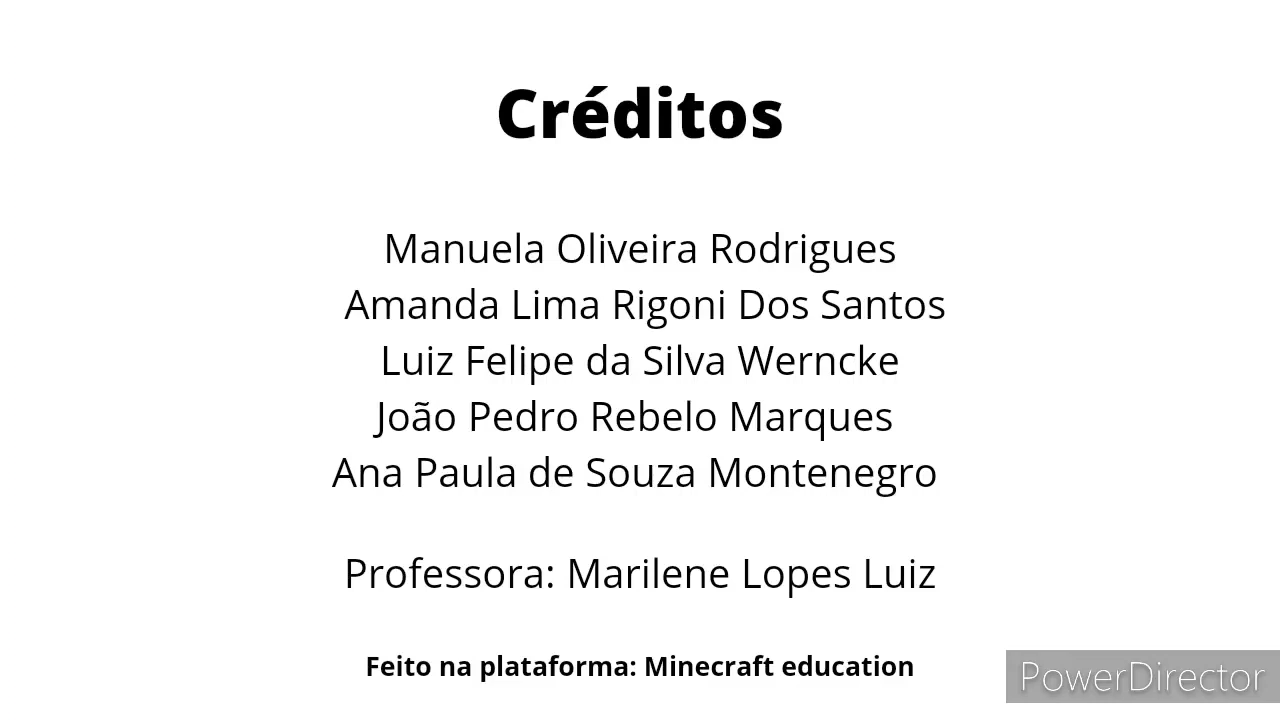 Créditos
Manuela Oliveira Rodrigues
Amanda Lima Rigoni Dos Santos
Luiz Felipe da Silva Werncke
João Pedro Rebelo Marques
Ana Paula de Souza Montenegro
Professora: Marilene Lopes Luiz
Feito na plataforma: Minecraft education
PowerDirector